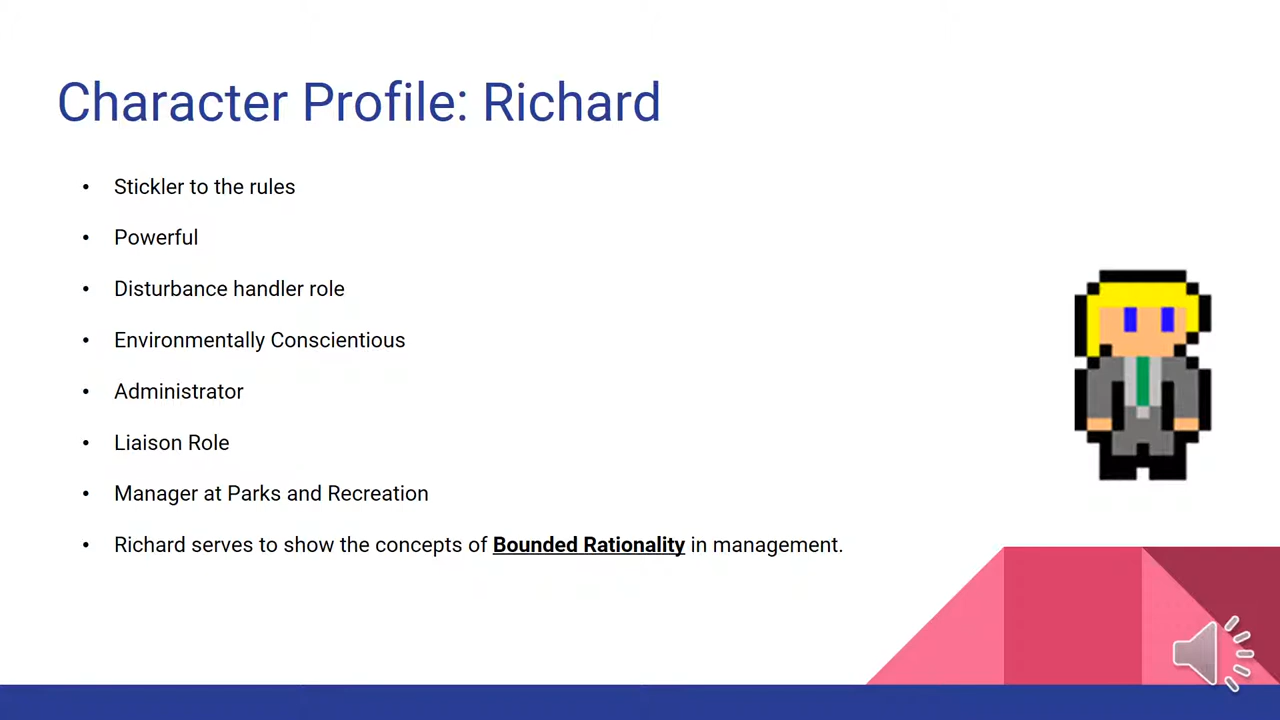 Character Profile: Richard
• Stickler to the rules
• Powerful
• Disturbance handler role
• Environmentally Conscientious
• Administrator
• Liaison Role
• Manager at Parks and Recreation
• Richard serves to show the concepts of Bounded Rationality in management.